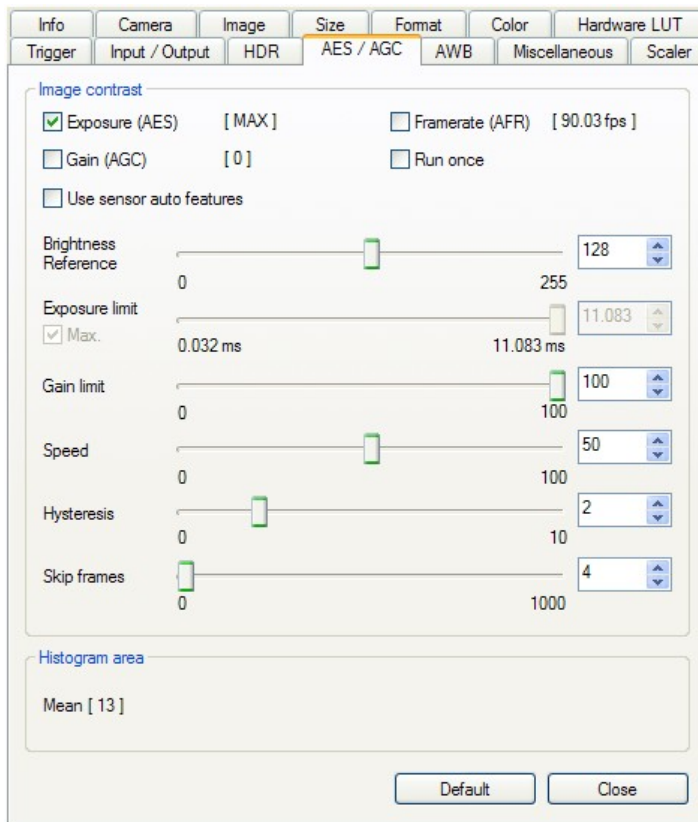 Info Camera Image Size Format Color Hardware LUT
Trigger Input / Output HDR AES / AGC AWB Miscellaneous Scaler
Image contrast
Exposure (AES) [ MAX ] Framerate (AFR) [ 90.03 fps ]
Gain (AGC) [ 0 ] Run once
Use sensor auto features
Brightness
Reference
128
0 255
Exposure limit
11.083
Max.
0.032 ms 11.083 ms
Gain limit 100
0 100
Speed 50
0 100
Hysteresis 2
0 10
Skip frames 4
0 1000
Histogram area
Mean [ 13 ]
Default Close